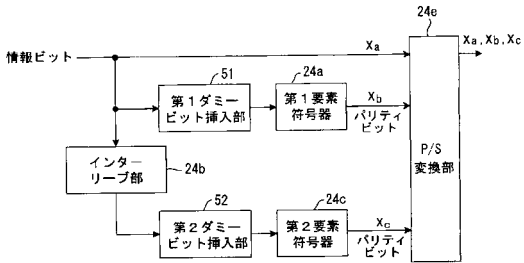 24e
Xa
Xa,Xb,Xc
情報ビット
51
24a
第1ダミー
ビット挿入部
第1要素
符号器
Xb
パリティ
ビット
P/S
変換部
インター
リーブ部
24b
52
24c
第2ダミー
ビット挿入部
第2要素
符号器
Xc
パリティ
ビット